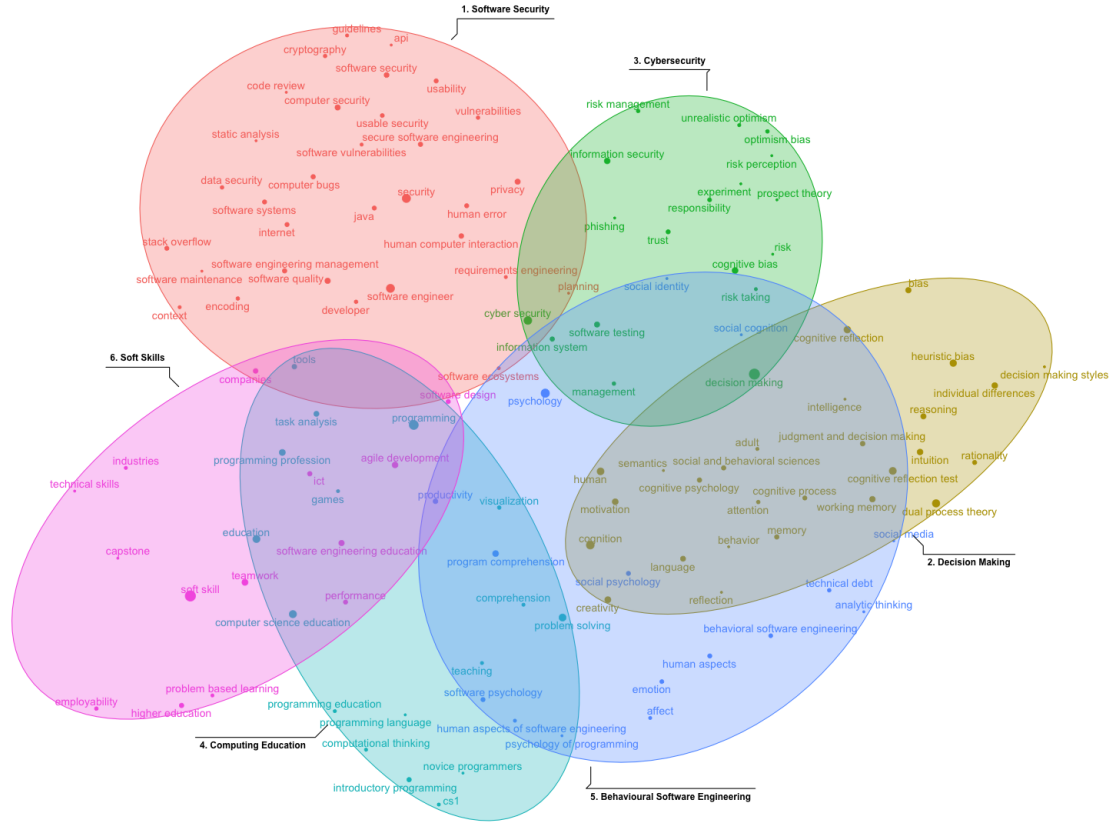 1. Software Security
guidelines
api
cryptography
software security
code review
usability
computer security
vulnerabilities
usable security
static analysis
secure software engineering
software vulnerabilities
data security
computer bugs
security
privacy
software systems
java
human error
internet
stack overflow
human computer interaction
software engineering management
requirements engineering
software maintenance
software quality
planning
encoding
software engineer
context
developer
software ecosystems
3. Cybersecurity
risk management
unrealistic optimism
optimism bias
information security
risk perception
experiment
prospect theory
responsibility
phishing
trust
risk
cognitive bias
risk taking
cyber security
software testing
information system
management
social identity
social cognition
decision making
bias
cognitive reflection
heuristic bias
decision making styles
individual differences
intelligence
reasoning
judgment and decision making
adult
intuition
rationality
semantics
social and behavioral sciences
human
cognitive reflection test
cognitive psychology
cognitive process
motivation
attention
working memory
dual process theory
memory
cognition
behavior
social media
2. Decision Making
language
social psychology
reflection
creativity
technical debt
analytic thinking
behavioral software engineering
human aspects
emotion
affect
psychology
6. Soft Skills
tools
companies
software design
task analysis
programming
industries
programming profession
agile development
technical skills
ict
games
productivity
visualization
education
capstone
software engineering education
program comprehension
teamwork
soft skill
performance
comprehension
computer science education
problem solving
teaching
problem based learning
employability
higher education
programming education
software psychology
programming language
human aspects of software engineering
4. Computing Education
computational thinking
psychology of programming
novice programmers
introductory programming
cs1
5. Behavioural Software Engineering